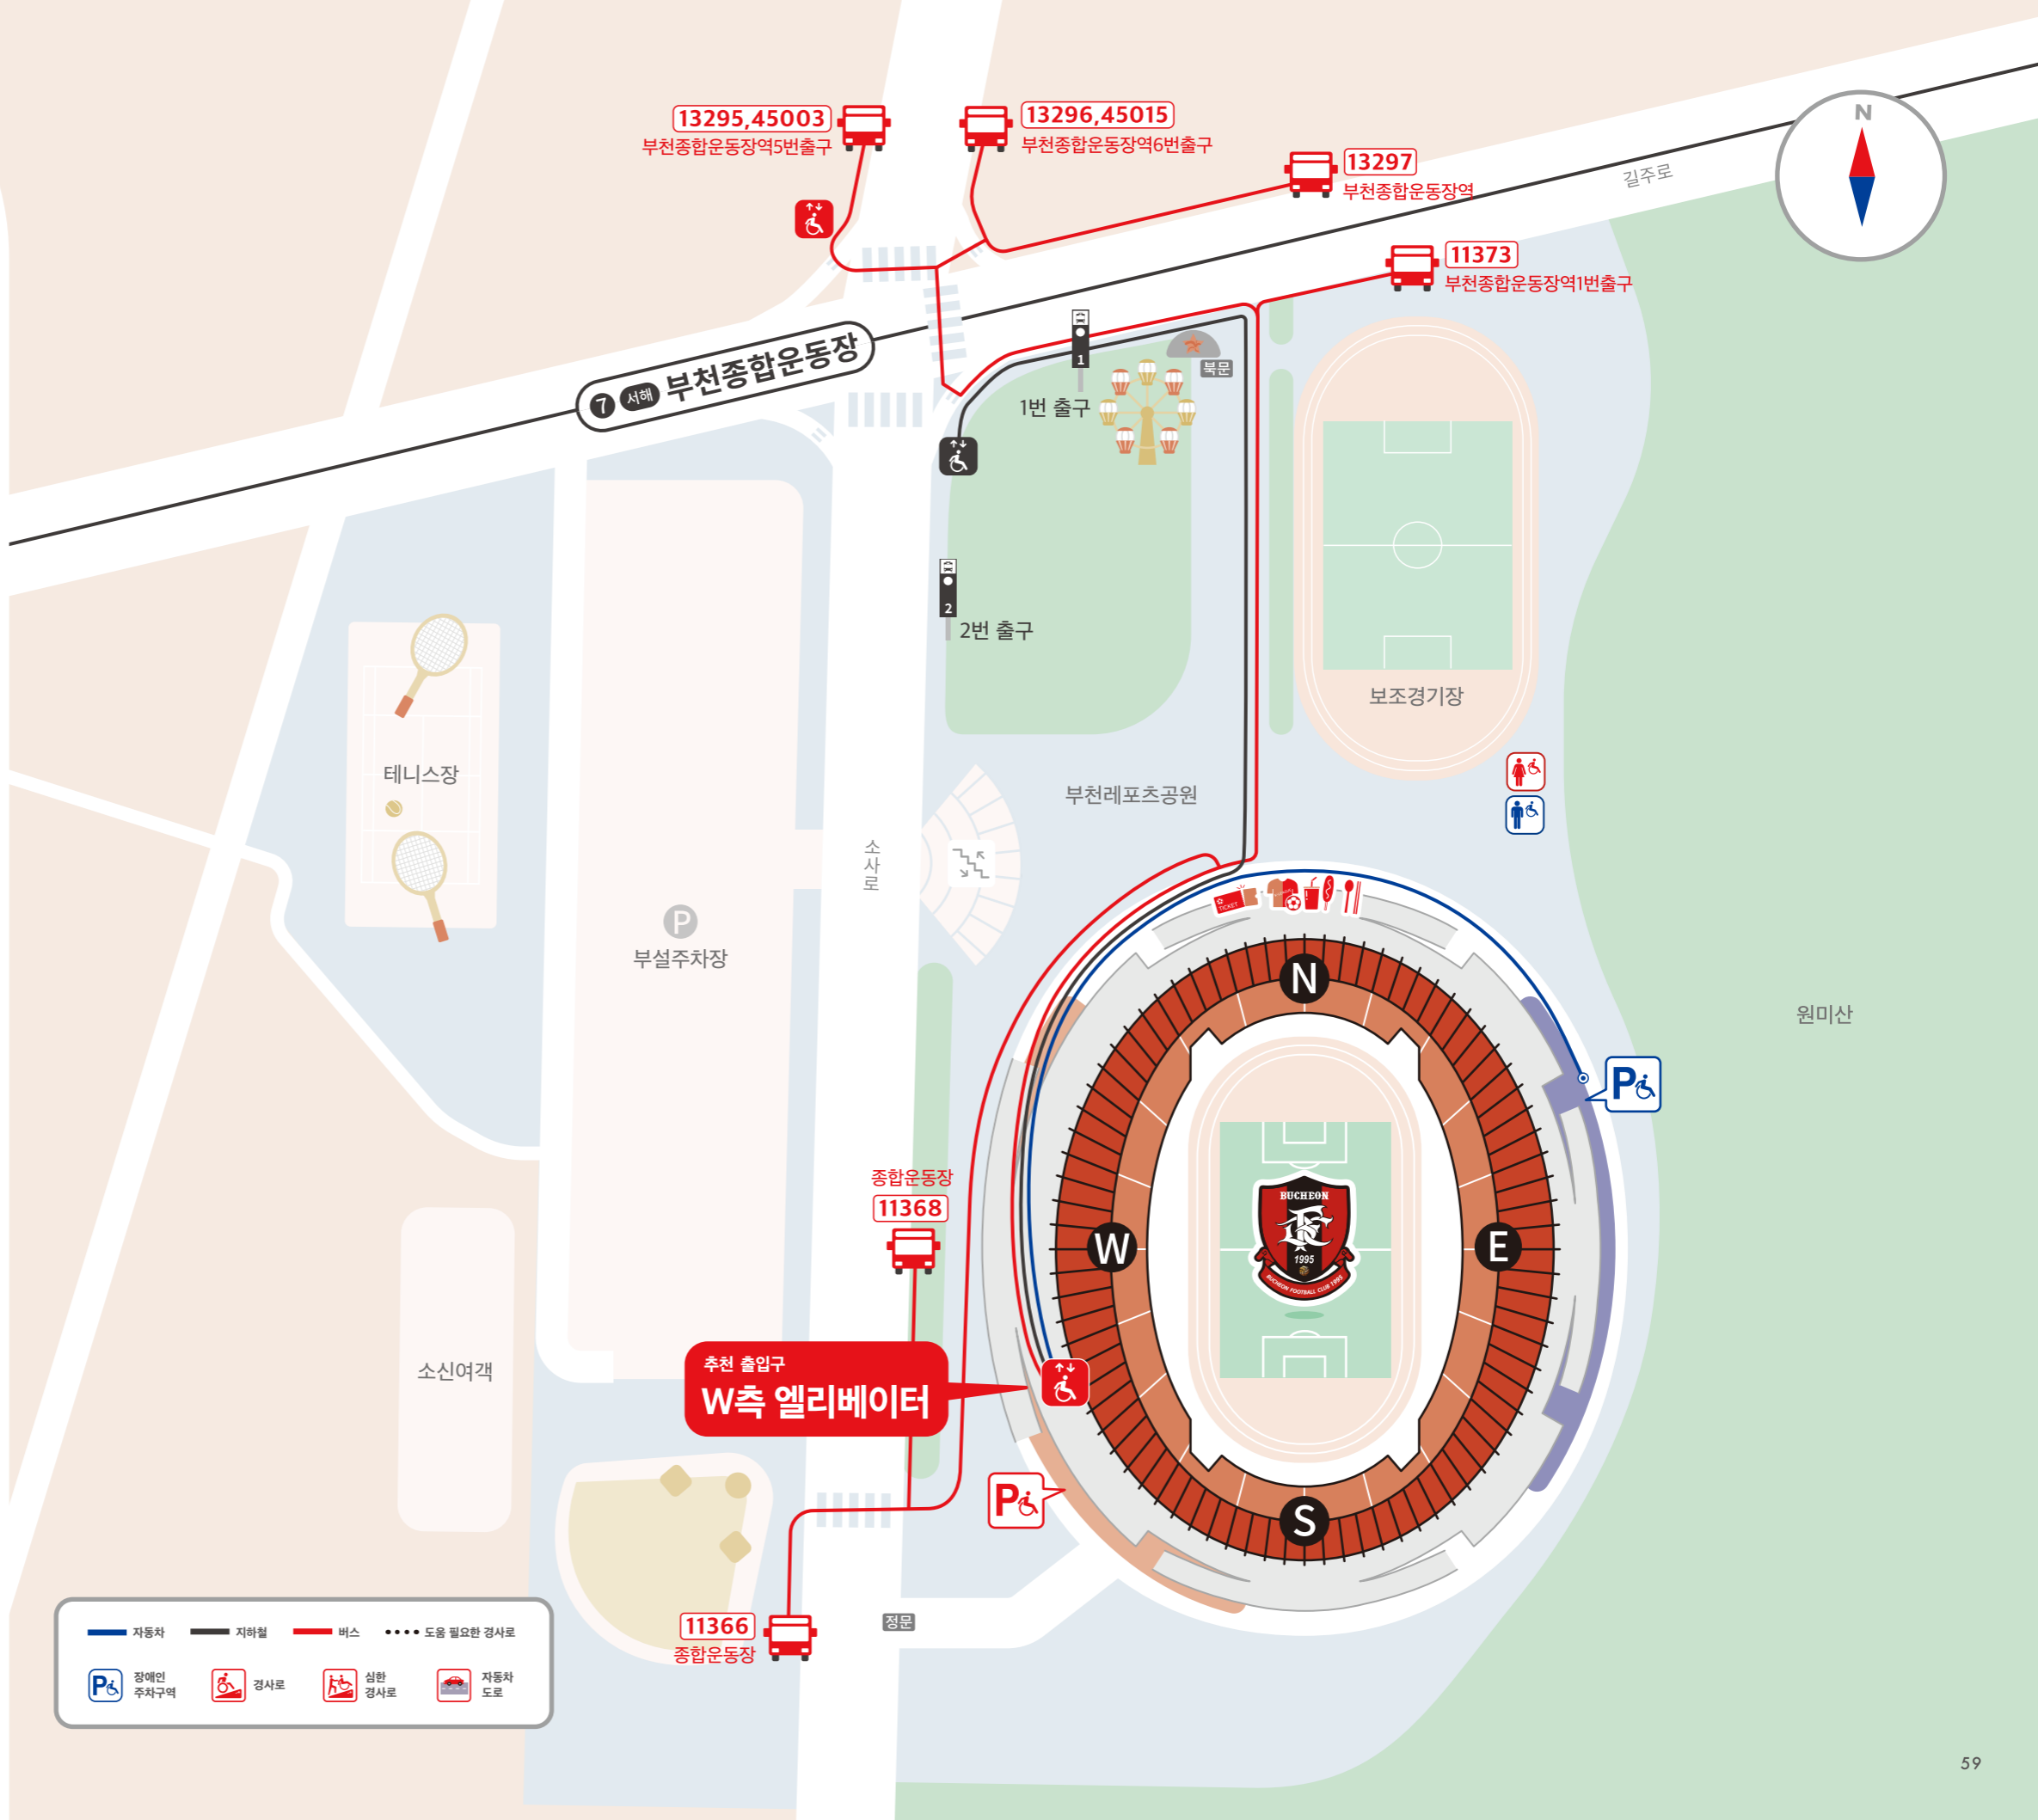 13295,45003
부천종합운동장역5번출구
13296,45015
부천종합운동장역6번출구
13297
부천종합운동장역
N
길주로
11373
부천종합운동장역1번출구
7 서해 부천종합운동장
1
1번 출구
북문
2
2번 출구
보조경기장
테니스장
부천레포츠공원
소사로
P
부설주차장
TICKET
N
원미산
P
종합운동장
11368
W
E
BUCHEON
1995
BUCHEON FOOTBALL CLUB 1995
추천 출입구
W측 엘리베이터
소신여객
P
S
11366
종합운동장
정문
자동차
지하철
버스
도움 필요한 경사로
P
장애인
주차구역
경사로
심한
경사로
자동차
도로
59